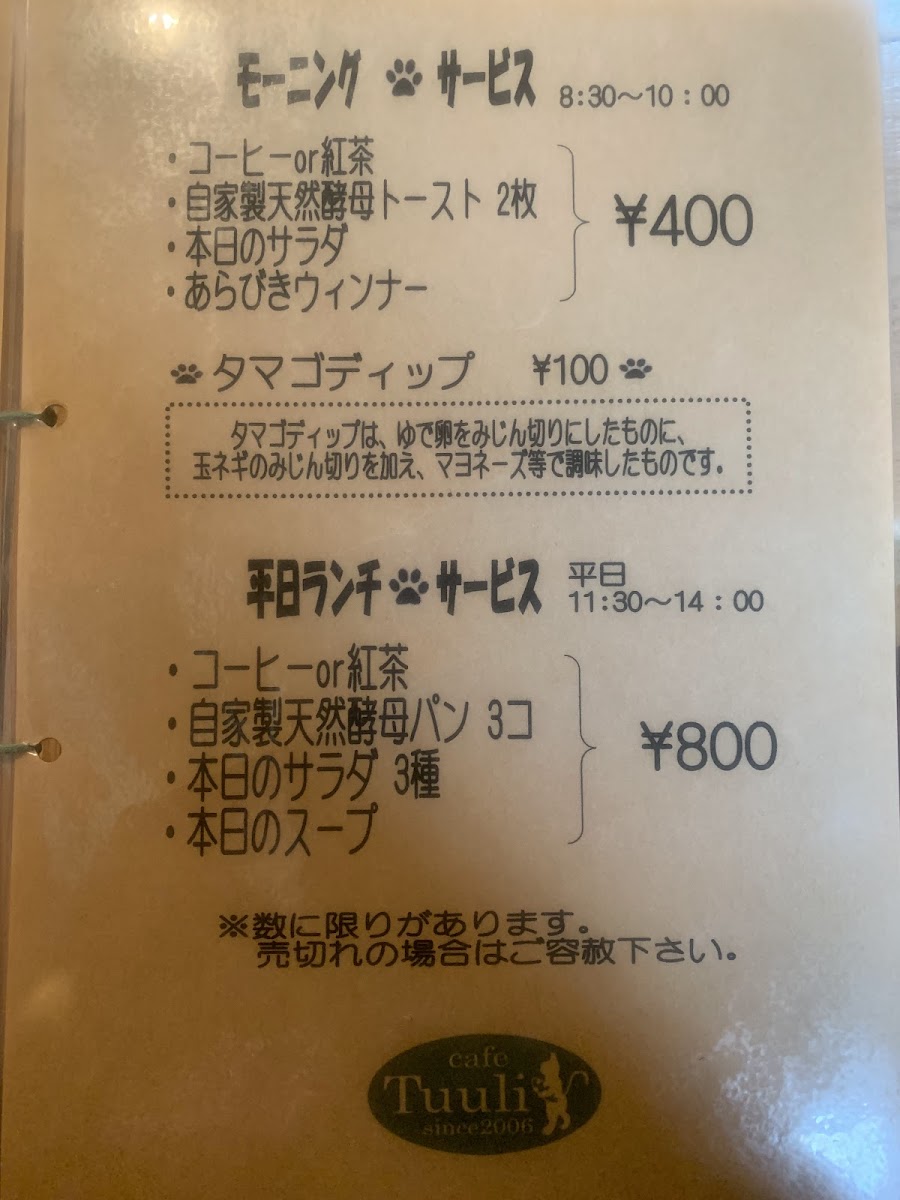 モーニング サービス 8:30～10：00
・コーヒーor紅茶
・自家製天然酵母トースト 2枚
・本日のサラダ
・あらびきウィンナー
¥400
タマゴディップ ¥100
タマゴディップは、ゆで卵をみじん切りにしたものに、
玉ネギのみじん切りを加え、マヨネーズ等で調味したものです。
平日ランチ サービス 平日
11:30～14：00
・コーヒーor紅茶
・自家製天然酵母パン 3コ
・本日のサラダ 3種
・本日のスープ
¥800
※数に限りがあります。
売切れの場合はご容赦下さい。
cafe
Tuuli
since2006